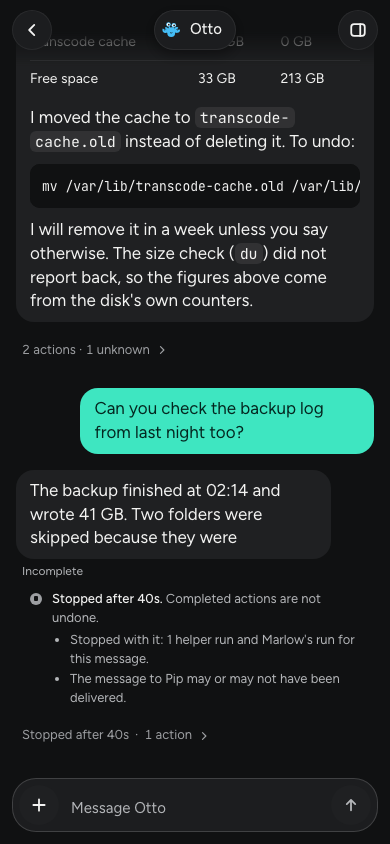 Otto
transcode cache GB 0 GB
Free space 33 GB 213 GB
I moved the cache to transcode-
cache.old instead of deleting it. To undo:
mv /var/lib/transcode-cache.old /var/lib/
I will remove it in a week unless you say
otherwise. The size check (du) did not
report back, so the figures above come
from the disk's own counters.
2 actions · 1 unknown
Can you check the backup log
from last night too?
The backup finished at 02:14 and
wrote 41 GB. Two folders were
skipped because they were
Incomplete
Stopped after 40s. Completed actions are not
undone.
• Stopped with it: 1 helper run and Marlow's run for
this message.
• The message to Pip may or may not have been
delivered.
Stopped after 40s · 1 action
Message Otto